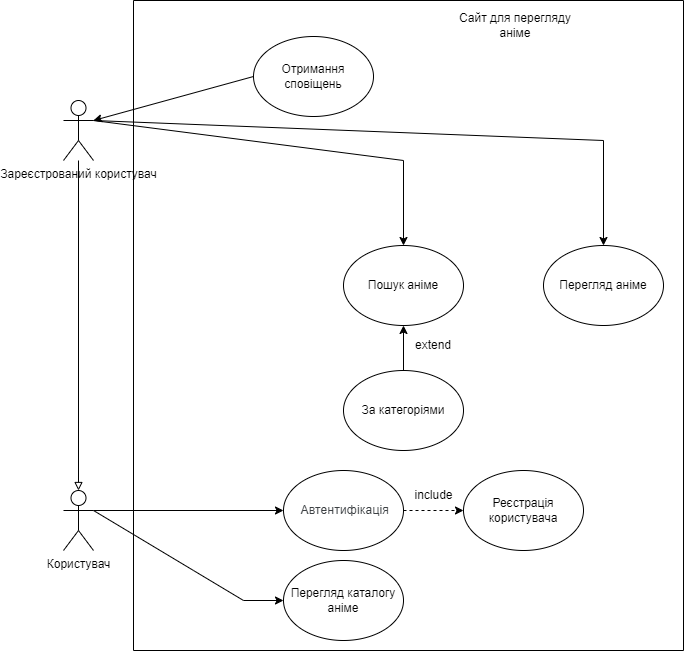 Сайт для перегляду
аніме
Отримання
сповіщень
Зареєстрований користувач
Пошук аніме
Перегляд аніме
extend
За категоріями
Автентифікація
include
Реєстрація
користувача
Користувач
Перегляд каталогу
аніме